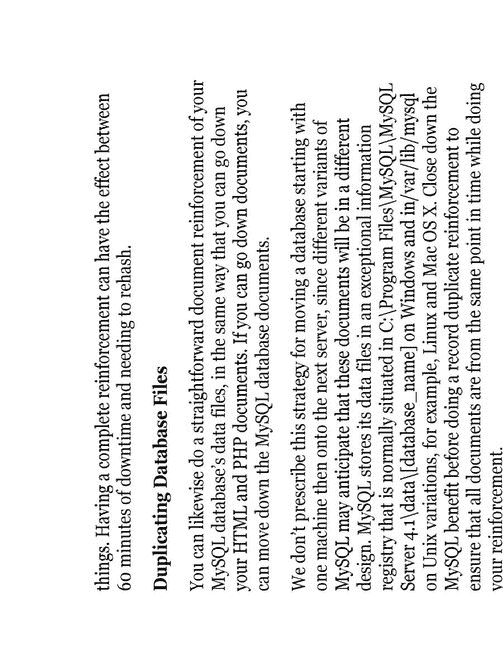 things. Having a complete reinforcement can have the effect between
60 minutes of downtime and needing to rehash.
Duplicating Database Files
You can likewise do a straightforward document reinforcement of your
MySQL database's data files, in the same way that you can go down
your HTML and PHP documents. If you can go down documents, you
can move down the MySQL database documents.
We don't prescribe this strategy for moving a database starting with
one machine then onto the next server, since different variants of
MySQL may anticipate that these documents will be in a different
design. MySQL stores its data files in an exceptional information
registry that is normally situated in C:\Program Files\MySQL\MySQL
Server 4.1\data\[database_name] on Windows and in/var/lib/mysql
on Unix variations, for example, Linux and Mac OS X. Close down the
MySQL benefit before doing a record duplicate reinforcement to
ensure that all documents are from the same point in time while doing
your reinforcement.